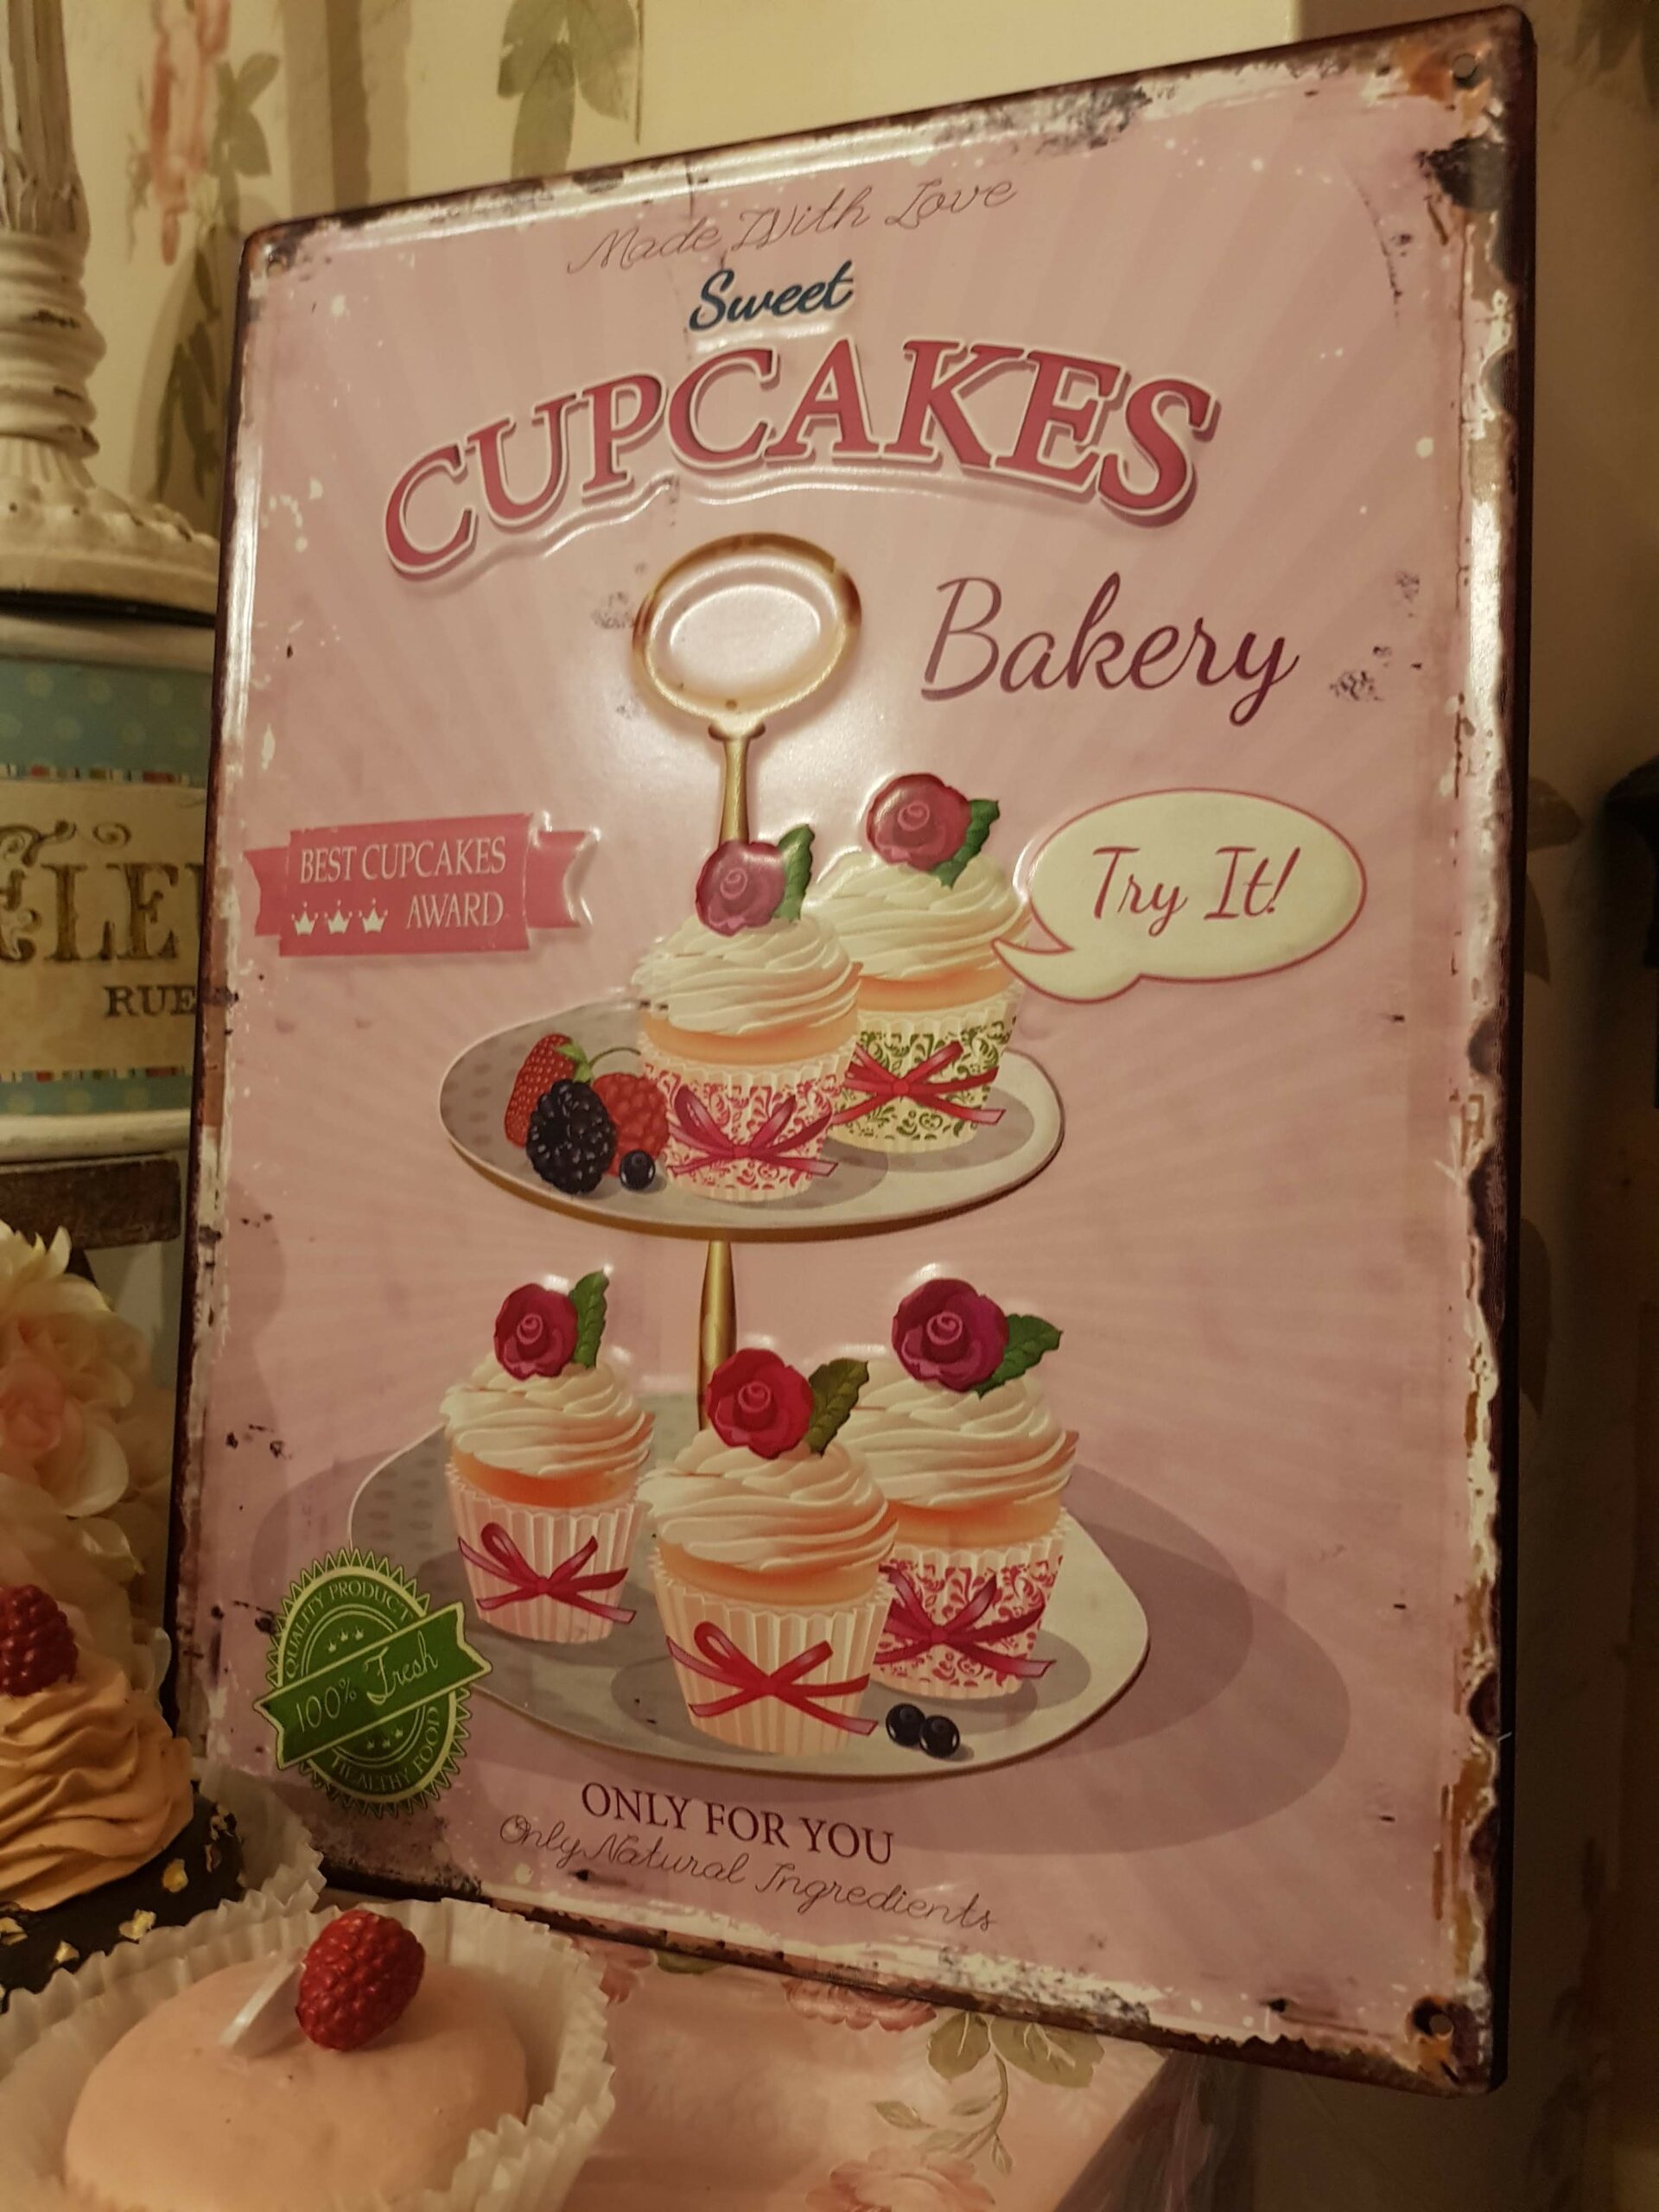 Made With Love
Sweet
CUPCAKES
Bakery
BEST CUPCAKES
AWARD
Try It!
QUALITY PRODUCT
100% Fresh
HEALTHY FOOD
ONLY FOR YOU
Only Natural Ingredients
RUE